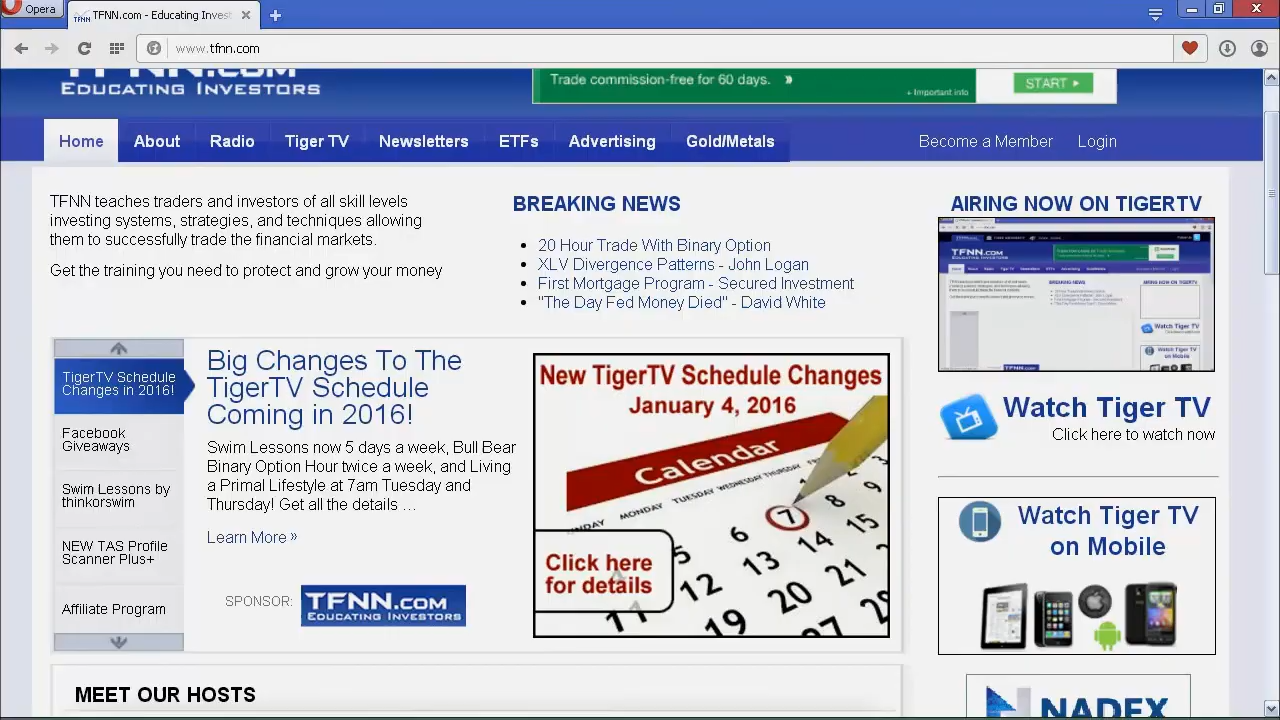 Opera
TFNN.com - Educating Invest
www.tfnn.com
TFNN.COM
EDUCATING INVESTORS
Trade commission-free for 60 days. »
+ Important info
START ►
Home
About
Radio
Tiger TV
Newsletters
ETFs
Advertising
Gold/Metals
Become a Member
Login
TFNN teaches traders and investors of all skill levels
investing systems, strategies and techniques allowing
them to successfully trade the financial markets
Get the training you need to protect and grow your money
BREAKING NEWS
20 Hour Trade With Binary Option
XLV Divergence Pattern - John Logan
First Mortgage Program - Secured Investment
"The Day Fear They Died" - David White
AIRING NOW ON TIGERTV
Watch Tiger TV
Click here to watch now
TigerTV Schedule
Changes in 2016!
Facebook
Giveaways
Swim Lessons by
thinkorswim
NEW TAS Profile
Scanner Plus+
Affiliate Program
Big Changes To The
TigerTV Schedule
Coming in 2016!
Swim Lessons now 5 days a week, Bull Bear
Binary Option Hour twice a week, and Living
a Primal Lifestyle at 7am Tuesday and
Thursday! Get all the details ...
Learn More »
SPONSOR:
TFNN.COM
EDUCATING INVESTORS
New TigerTV Schedule Changes
January 4, 2016
Calendar
MONDAY TUESDAY WEDNESDAY THURSDAY
5 6 7 8 9
12 13 14 15
19 20 21
Click here
for details
Watch Tiger TV
on Mobile
NADEX
MEET OUR HOSTS